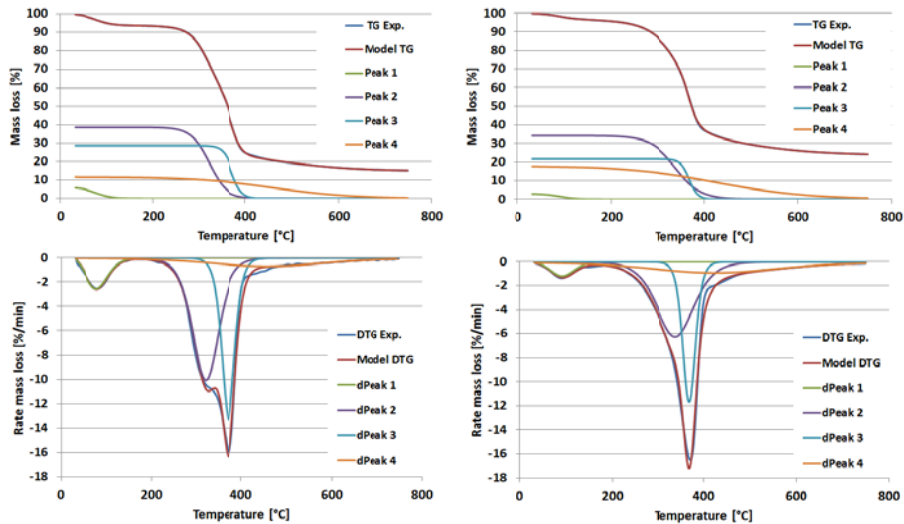 100
90
80
70
60
50
40
30
20
10
0
Mass loss [%]
TG Exp.
Model TG
Peak 1
Peak 2
Peak 3
Peak 4
0
200
400
600
800
Temperature [°C]
100
90
80
70
60
50
40
30
20
10
0
Mass loss [%]
TG Exp.
Model TG
Peak 1
Peak 2
Peak 3
Peak 4
0
200
400
600
800
Temperature [°C]
0
-2
-4
-6
-8
-10
-12
-14
-16
-18
Rate mass loss [%/min]
DTG Exp.
Model DTG
dPeak 1
dPeak 2
dPeak 3
dPeak 4
0
200
400
600
800
Temperature [°C]
0
-2
-4
-6
-8
-10
-12
-14
-16
-18
Rate mass loss [%/min]
DTG Exp.
Model DTG
dPeak 1
dPeak 2
dPeak 3
dPeak 4
0
200
400
600
800
Temperature [°C]